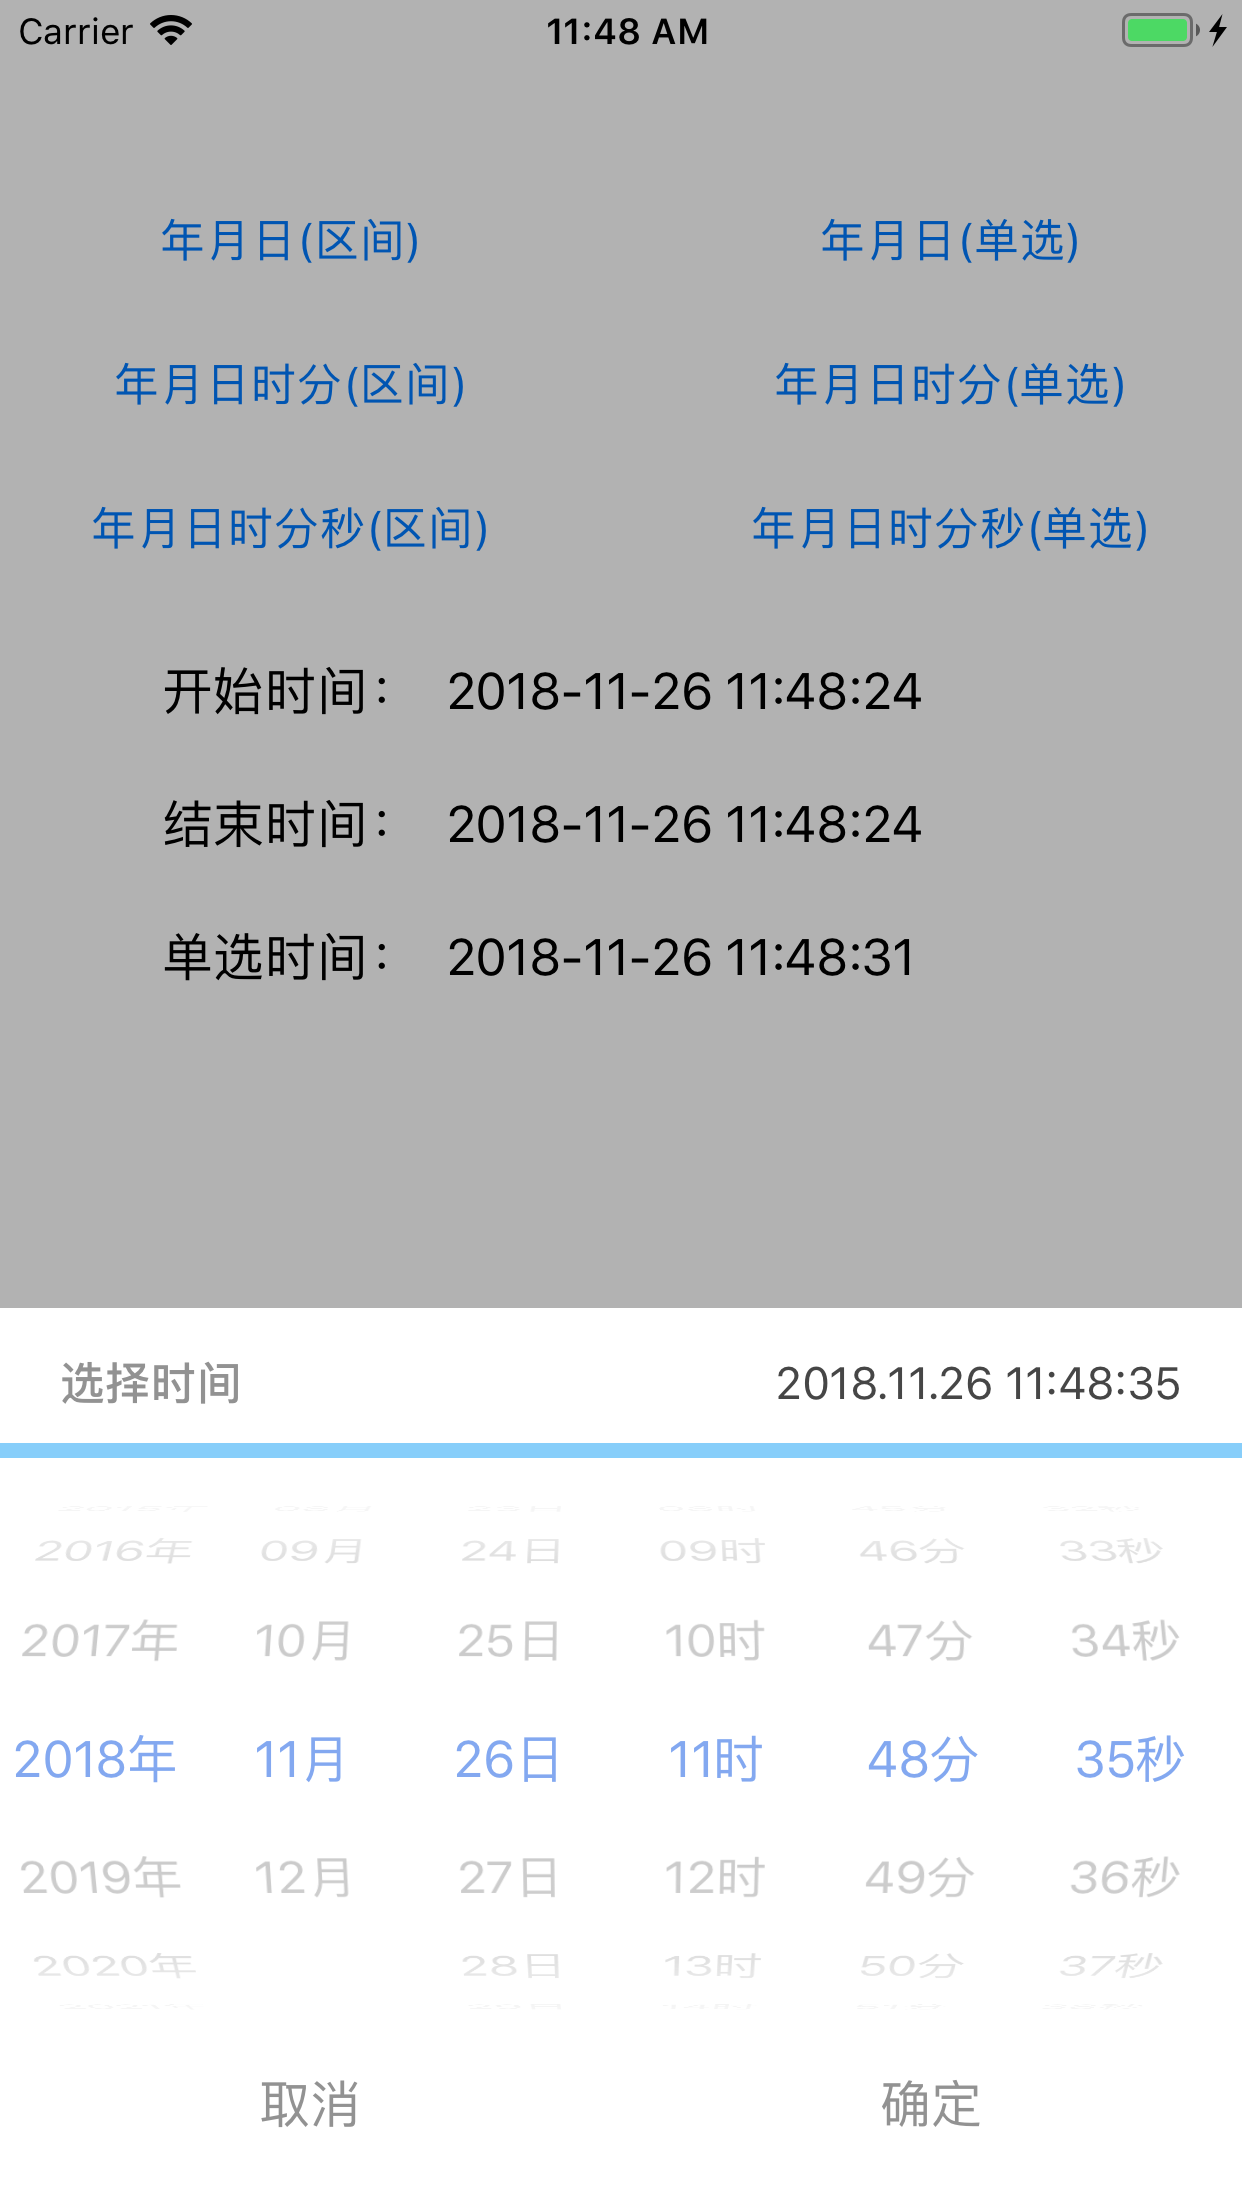 Carrier 11:48 AM
年月日(区间) 年月日(单选)
年月日时分(区间) 年月日时分(单选)
年月日时分秒(区间) 年月日时分秒(单选)
开始时间： 2018-11-26 11:48:24
结束时间： 2018-11-26 11:48:24
单选时间： 2018-11-26 11:48:31
选择时间 2018.11.26 11:48:35
2016年 09月 24日 09时 46分 33秒
2017年 10月 25日 10时 47分 34秒
2018年 11月 26日 11时 48分 35秒
2019年 12月 27日 12时 49分 36秒
2020年 28日 13时 50分 37秒
取消 确定